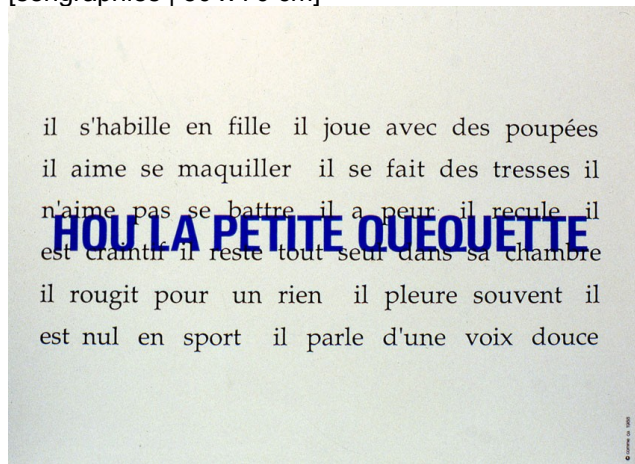 il s'habille en fille il joue avec des poupées
il aime se maquiller il se fait des tresses il
n'aime pas se battre il a peur il recule il
HOU LA PETITE QUEQUETTE
est craintif il reste tout seul dans sa chambre
il rougit pour un rien il pleure souvent il
est nul en sport il parle d'une voix douce